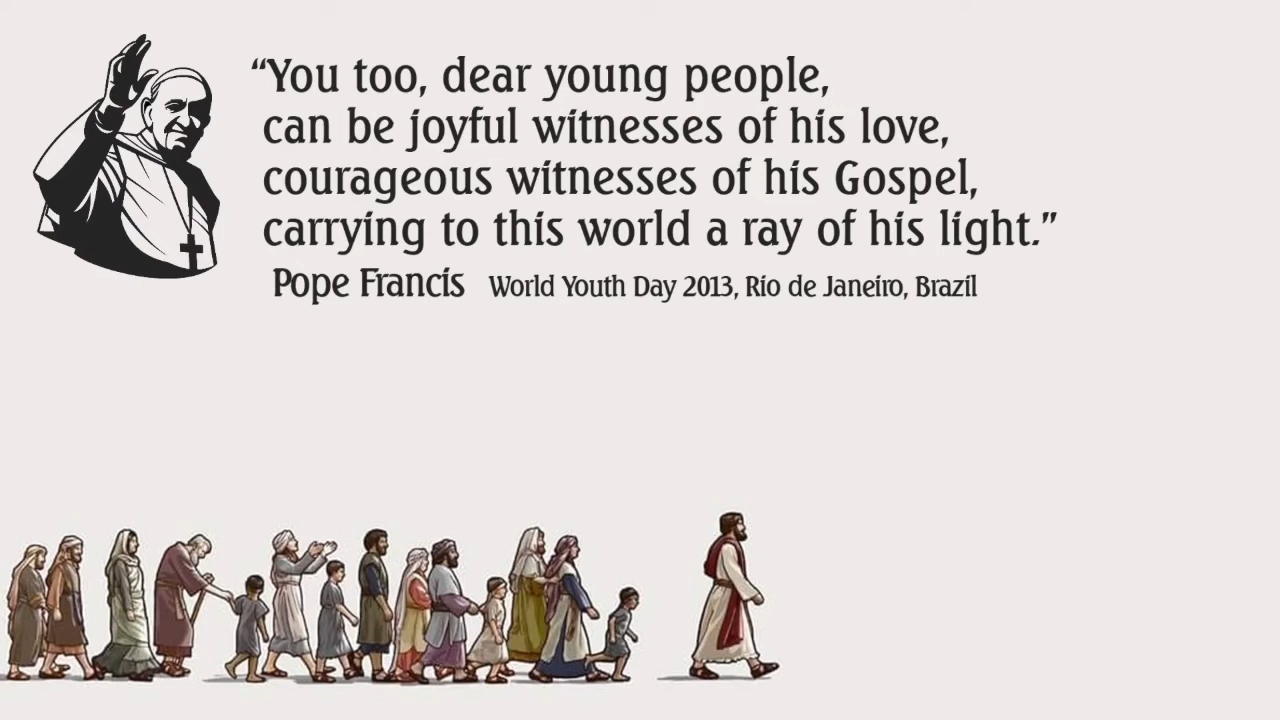 “You too, dear young people,
can be joyful witnesses of his love,
courageous witnesses of his Gospel,
carrying to this world a ray of his light.”
Pope Francis World Youth Day 2013, Rio de Janeiro, Brazil